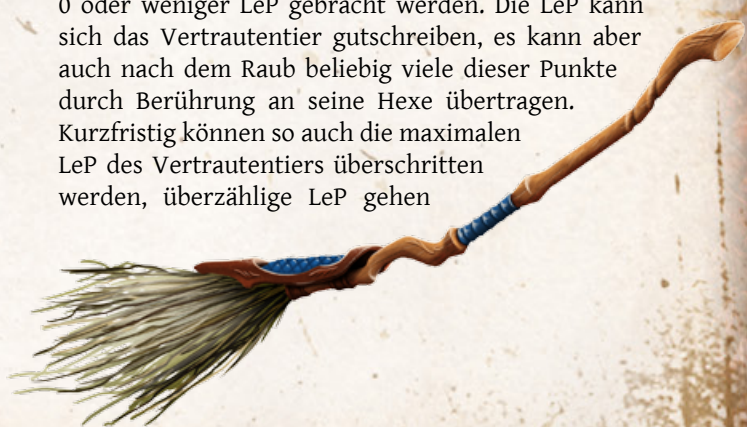 0 oder weniger LeP gebracht werden. Die LeP kann
sich das Vertrautentier gutschreiben, es kann aber
auch nach dem Raub beliebig viele dieser Punkte
durch Berührung an seine Hexe übertragen.
Kurzfristig können so auch die maximalen
LeP des Vertrautentiers überschritten
werden, überzählige LeP gehen